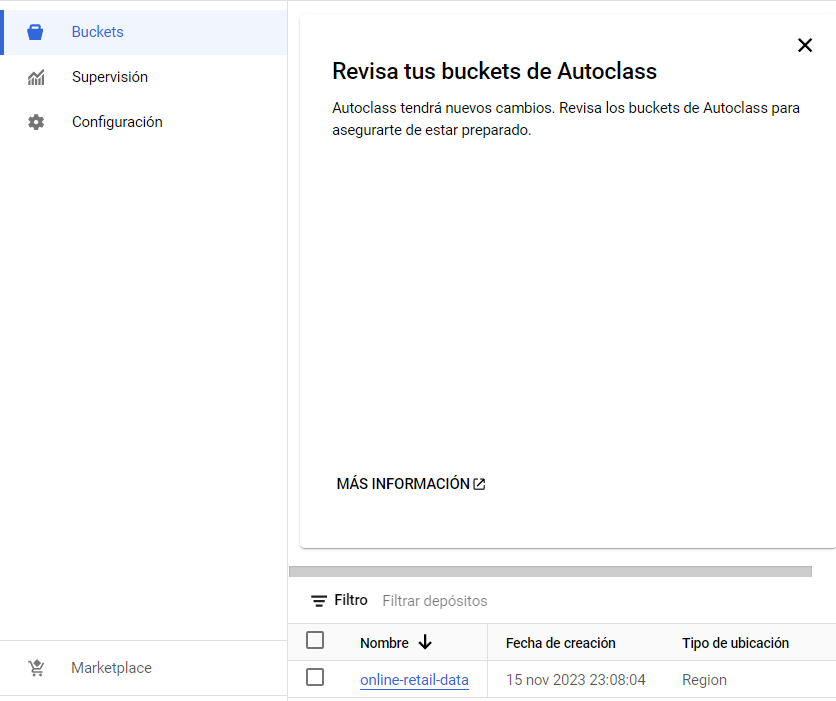 Buckets
Supervisión
Configuración
Revisa tus buckets de Autoclass
Autoclass tendrá nuevos cambios. Revisa los buckets de Autoclass para
asegurarte de estar preparado.
MÁS INFORMACIÓN
Filtro Filtrar depósitos
Nombre Fecha de creación Tipo de ubicación
online-retail-data 15 nov 2023 23:08:04 Region
Marketplace